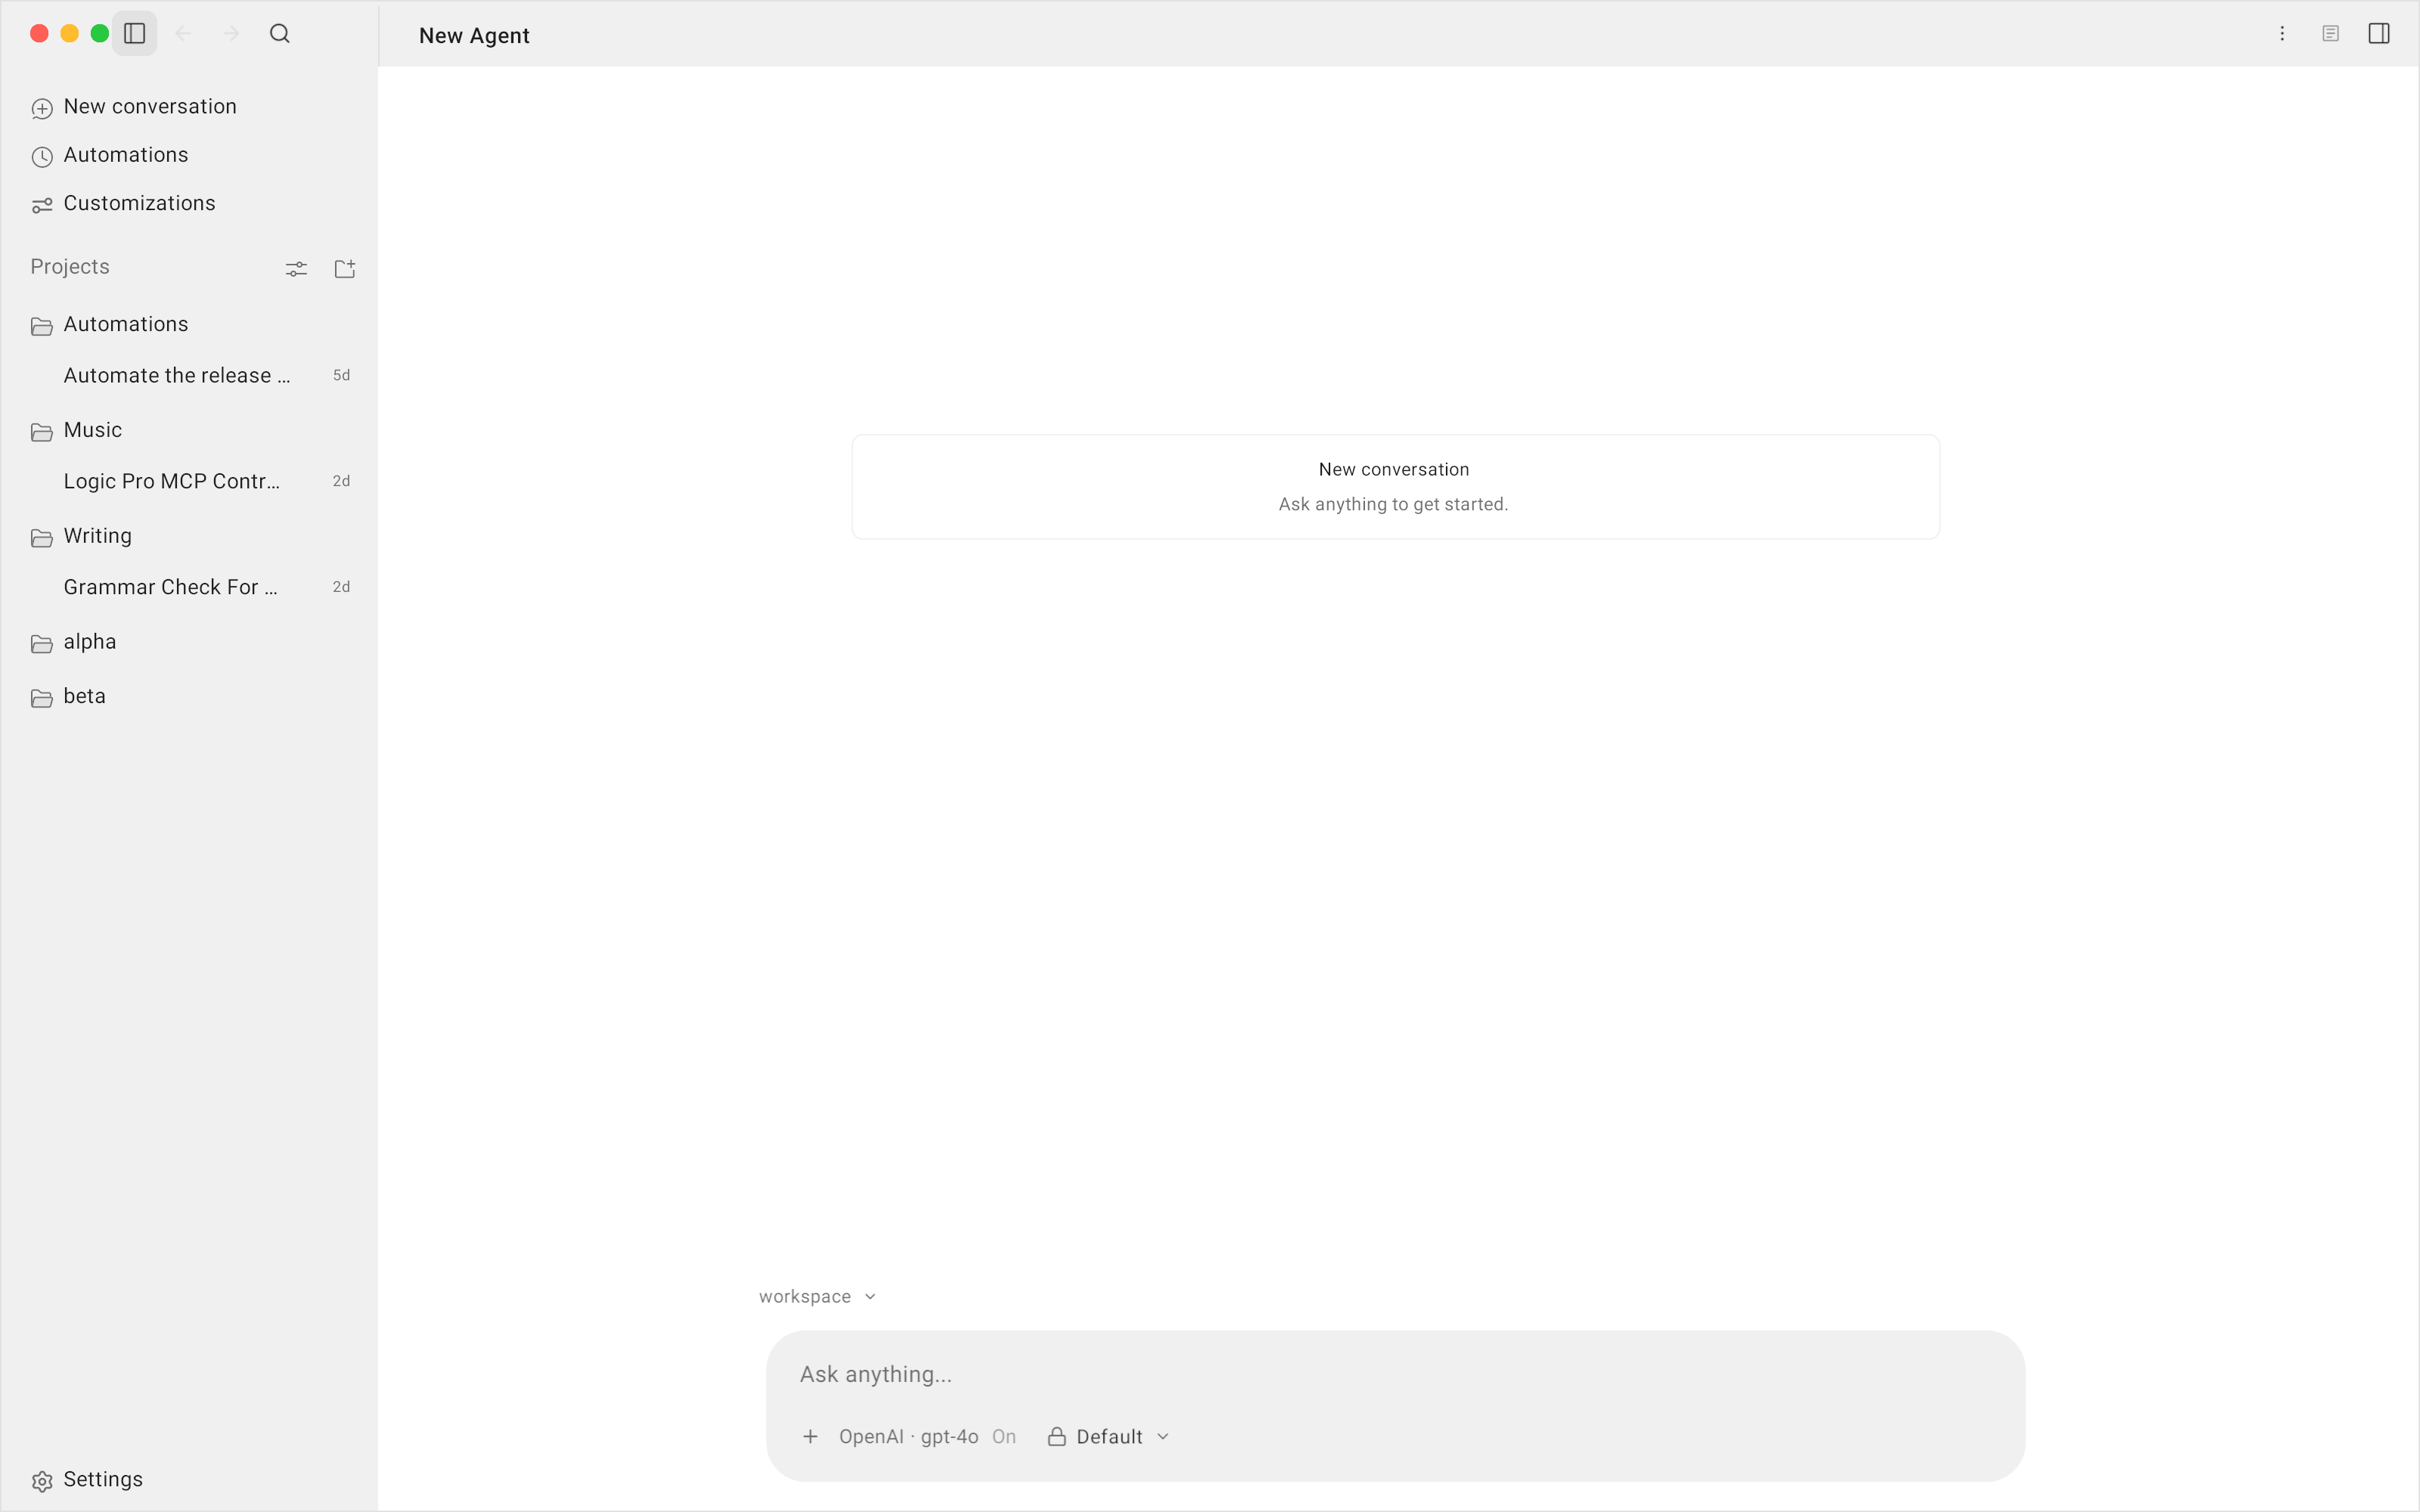 New Agent
New conversation
Automations
Customizations
Projects
Automations
Automate the release ... 5d
Music
Logic Pro MCP Contr... 2d
Writing
Grammar Check For ... 2d
alpha
beta
Settings
New conversation
Ask anything to get started.
workspace
Ask anything...
OpenAI · gpt-4o On Default